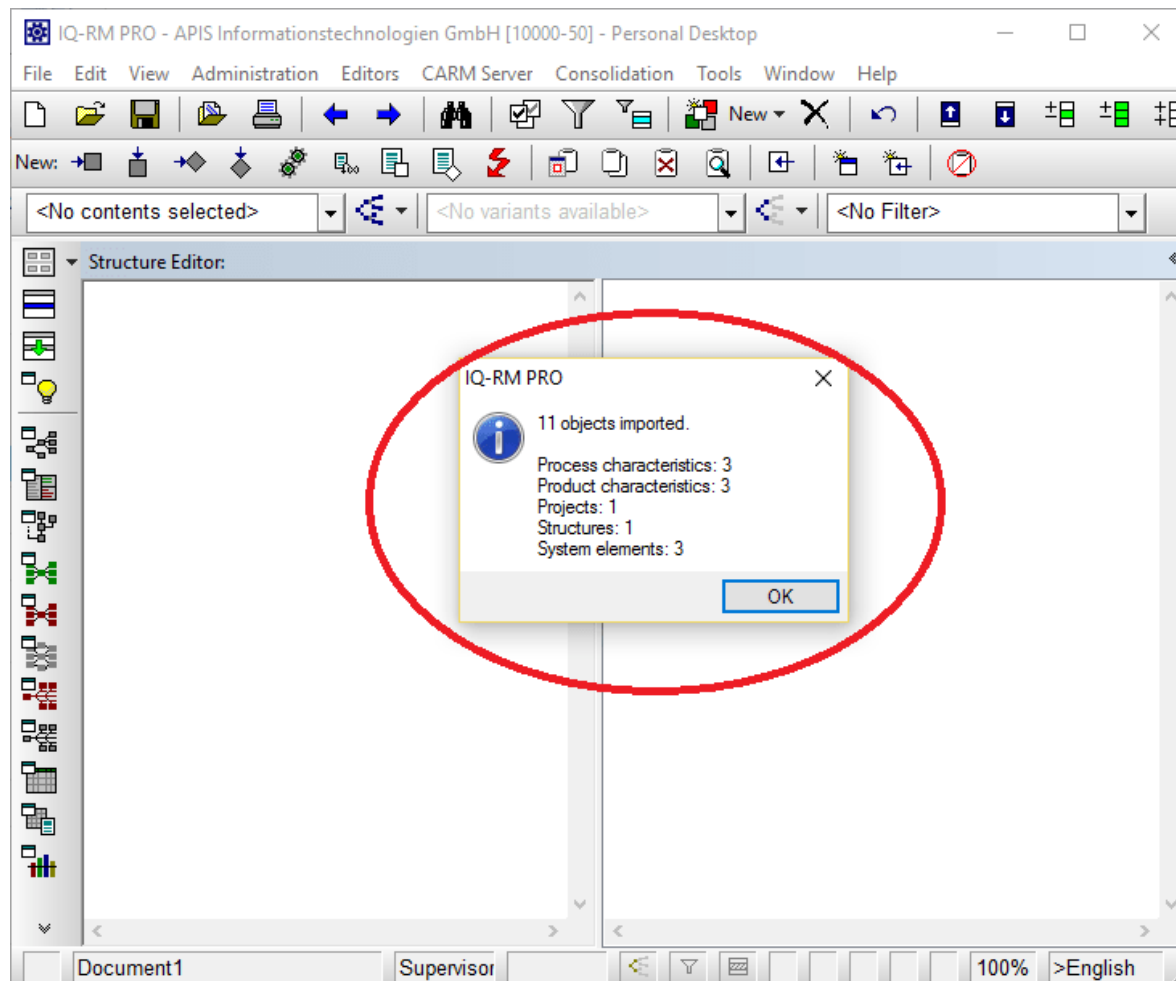 IQ-RM PRO - APIS Informationstechnologien GmbH [10000-50] - Personal Desktop
File Edit View Administration Editors CARM Server Consolidation Tools Window Help
New
New:
<No contents selected> <No variants available> <No Filter>
Structure Editor:
IQ-RM PRO
11 objects imported.
Process characteristics: 3
Product characteristics: 3
Projects: 1
Structures: 1
System elements: 3
OK
Document1 Supervisor 100% >English